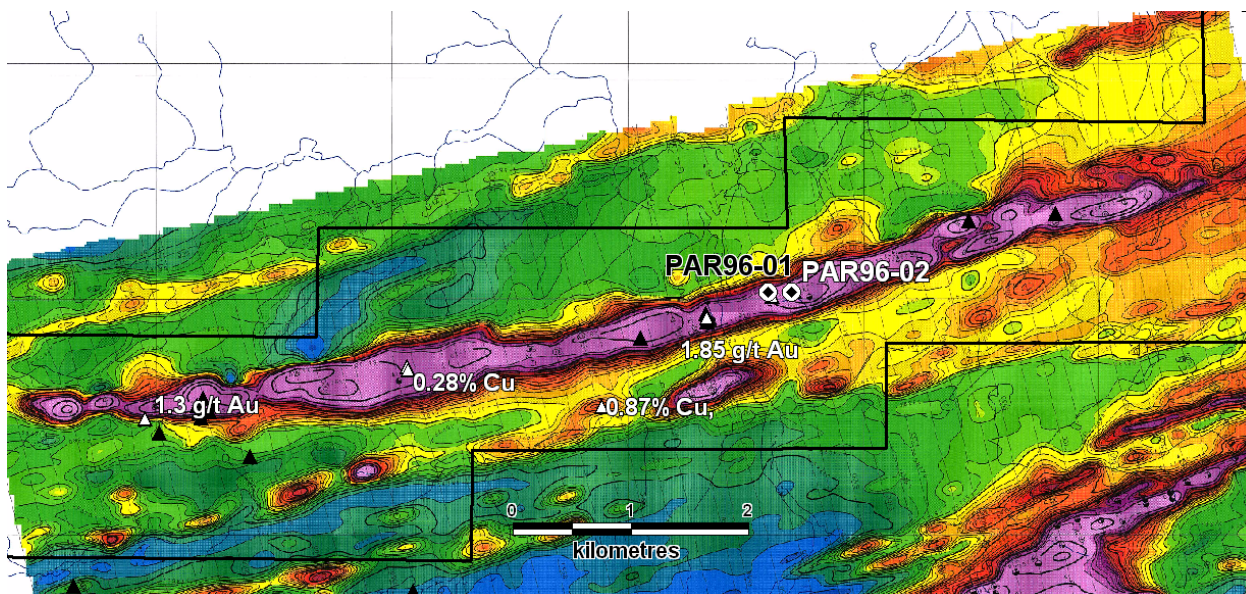 PAR96-01
PAR96-02
1.85 g/t Au
0.28% Cu
1.3 g/t Au
0.87% Cu,
0 1 2
kilometres